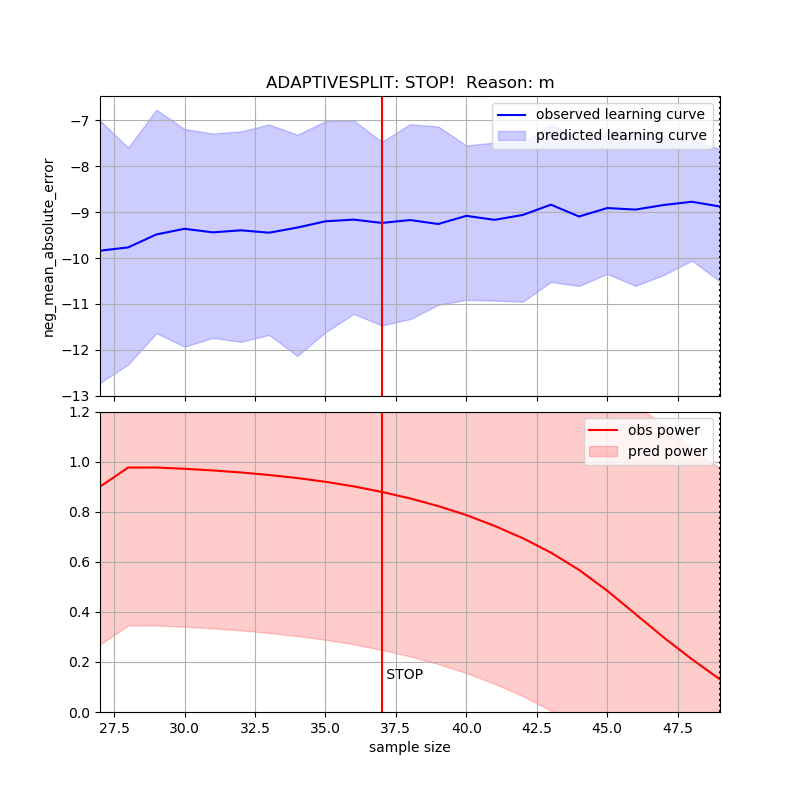 ADAPTIVESPLIT: STOP!  Reason: m
observed learning curve
predicted learning curve
neg_mean_absolute_error
−7
−8
−9
−10
−11
−12
−13
obs power
pred power
1.2
1.0
0.8
0.6
0.4
0.2
0.0
STOP
27.5 30.0 32.5 35.0 37.5 40.0 42.5 45.0 47.5
sample size